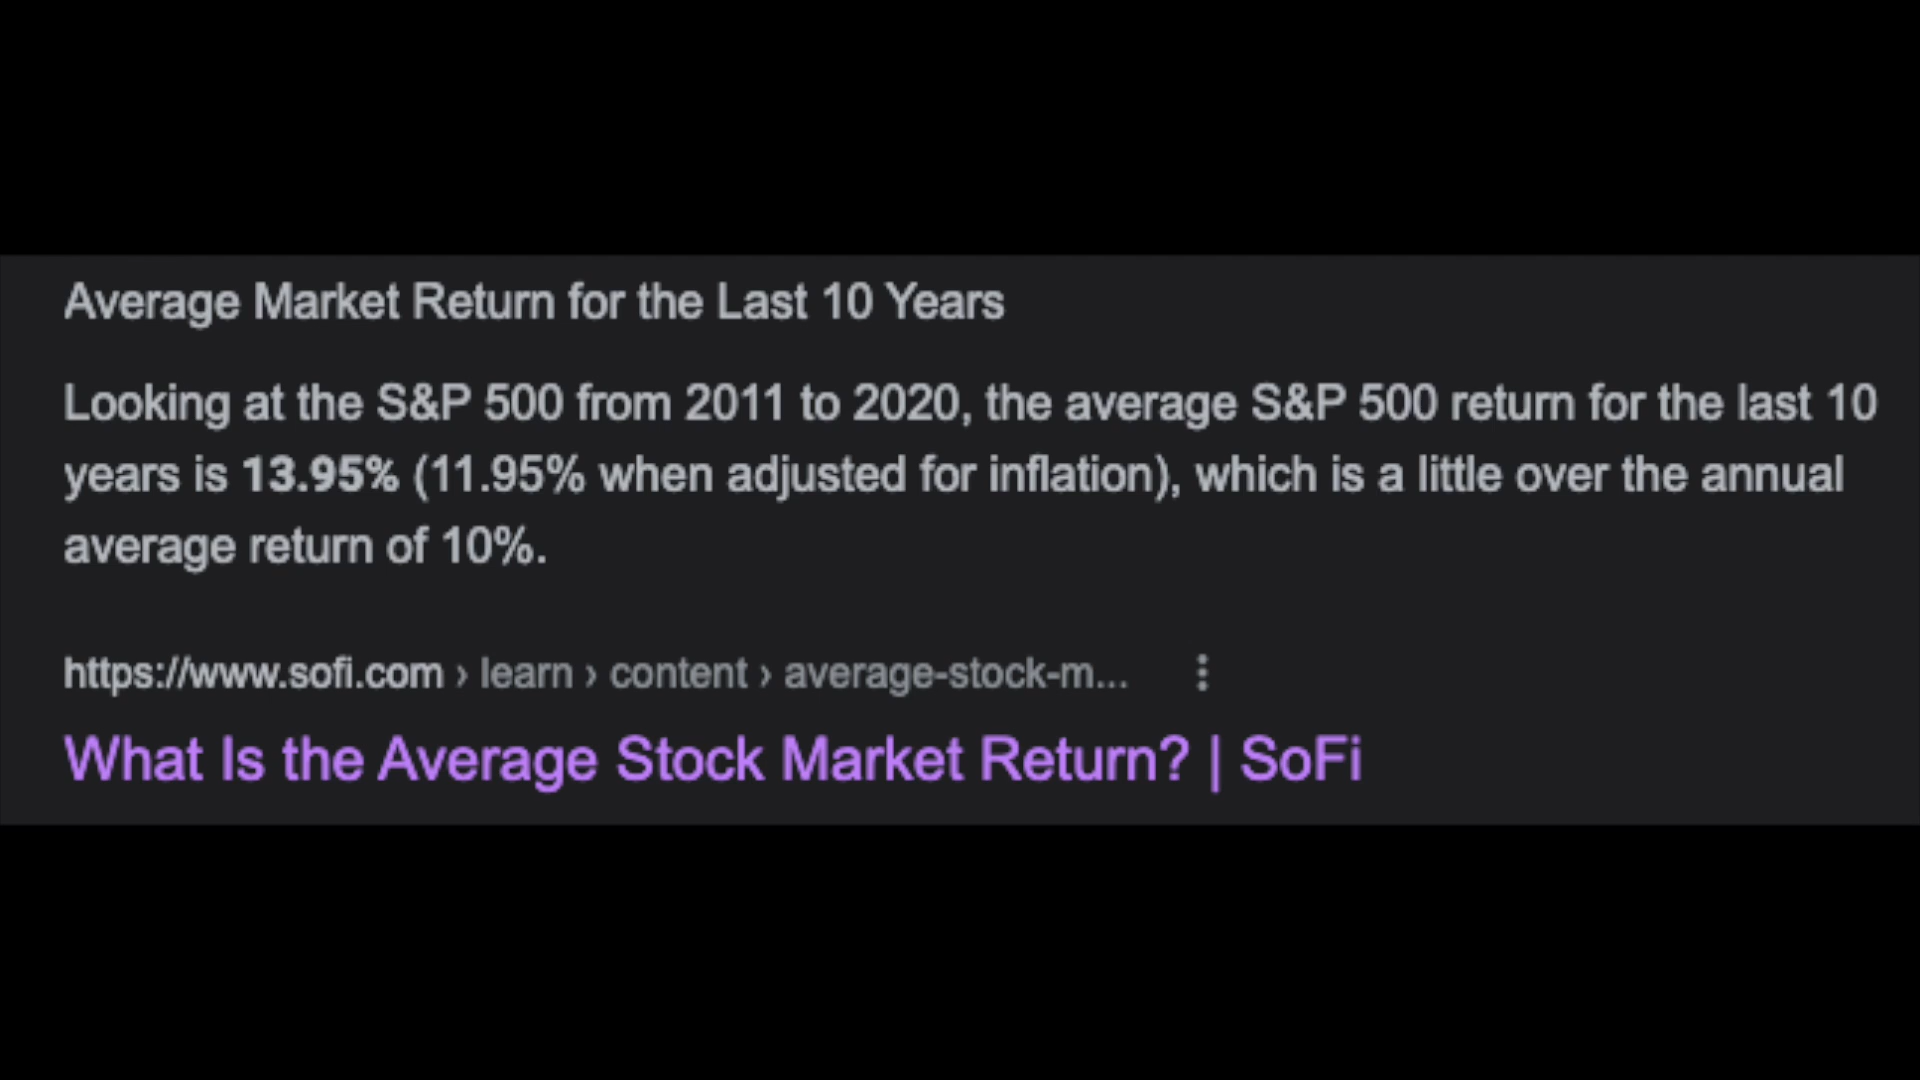 Average Market Return for the Last 10 Years
Looking at the S&P 500 from 2011 to 2020, the average S&P 500 return for the last 10
years is 13.95% (11.95% when adjusted for inflation), which is a little over the annual
average return of 10%.
https://www.sofi.com › learn › content › average-stock-m...
What Is the Average Stock Market Return? | SoFi